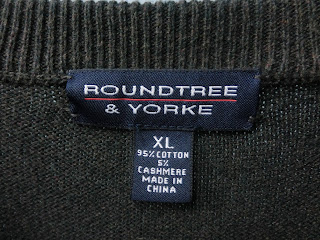 ROUNDTREE
& YORKE
XL
95% COTTON
5%
CASHMERE
MADE IN
CHINA